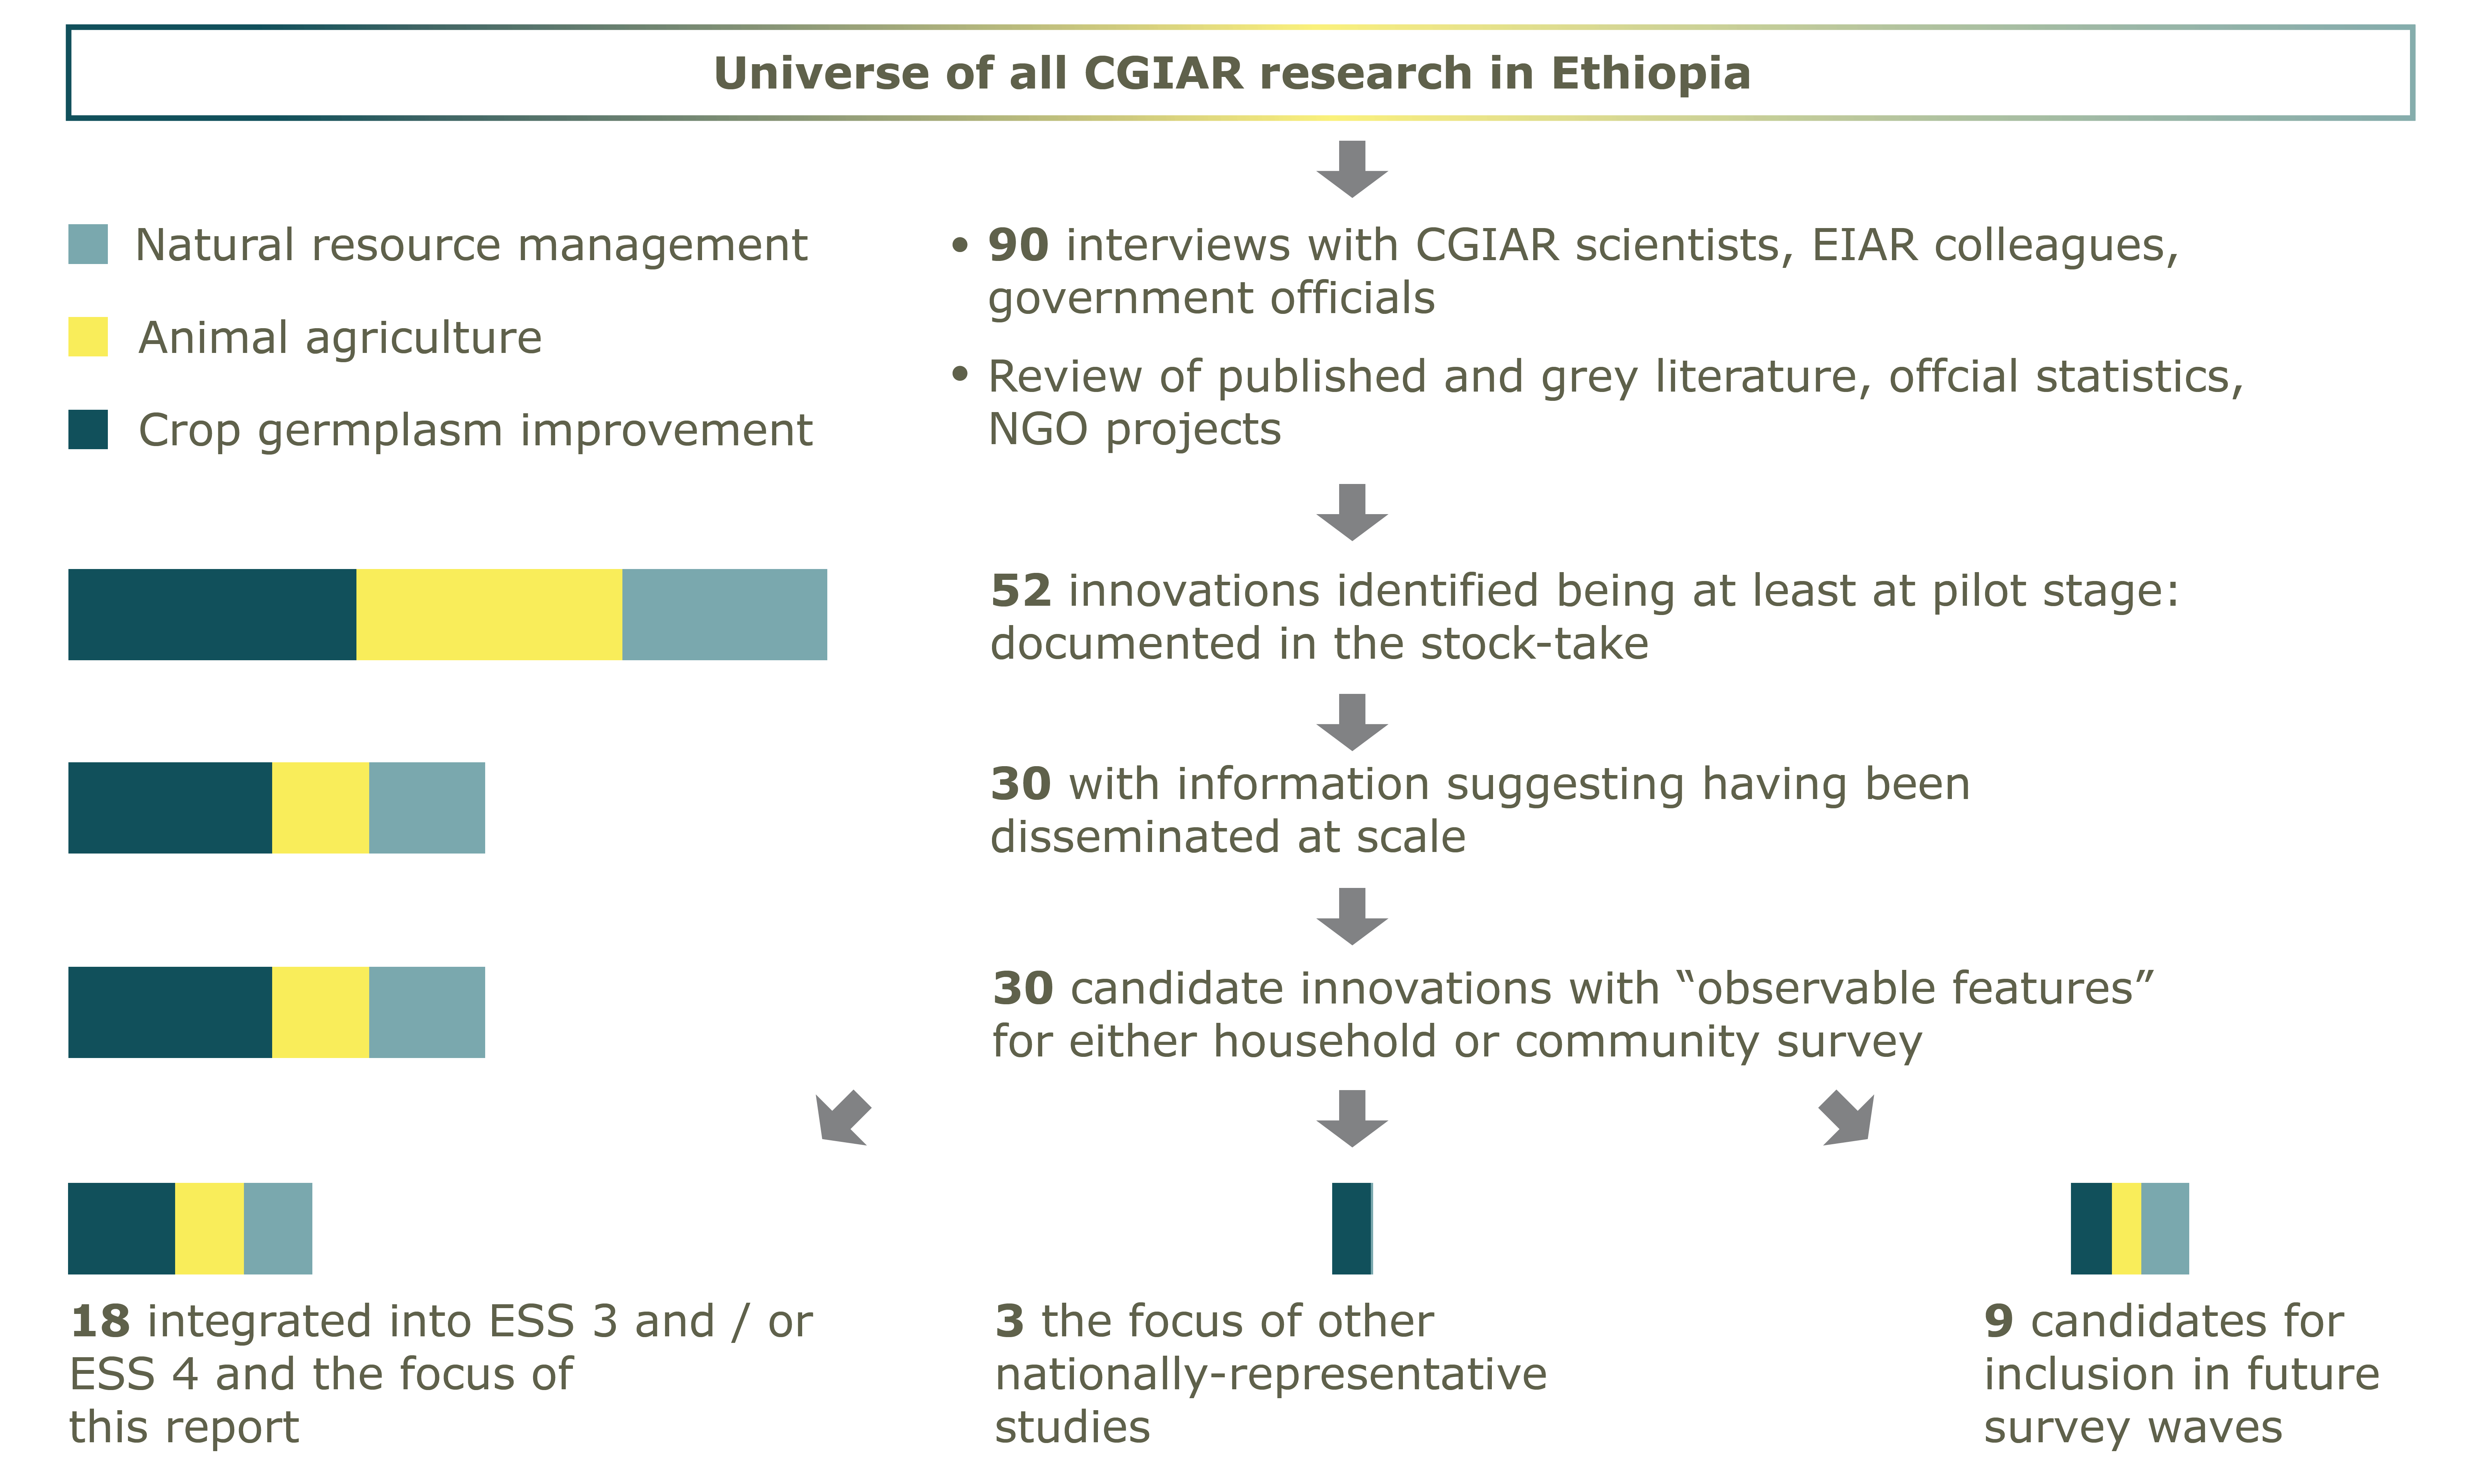 Universe of all CGIAR research in Ethiopia
Natural resource management
Animal agriculture
Crop germplasm improvement
• 90 interviews with CGIAR scientists, EIAR colleagues,
government officials
• Review of published and grey literature, offcial statistics,
NGO projects
52 innovations identified being at least at pilot stage:
documented in the stock-take
30 with information suggesting having been
disseminated at scale
30 candidate innovations with “observable features”
for either household or community survey
18 integrated into ESS 3 and / or
ESS 4 and the focus of
this report
3 the focus of other
nationally-representative
studies
9 candidates for
inclusion in future
survey waves